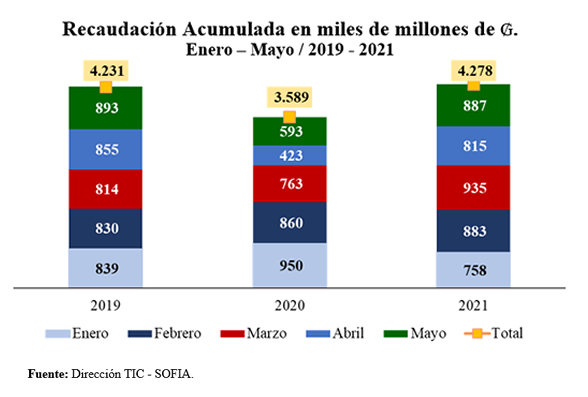 Recaudación Acumulada en miles de millones de ₲.
Enero – Mayo / 2019 - 2021
4.231 3.589 4.278
893 593 887
855 423 815
814 763 935
830 860 883
839 950 758
2019 2020 2021
Enero Febrero Marzo Abril Mayo Total
Fuente: Dirección TIC - SOFIA.